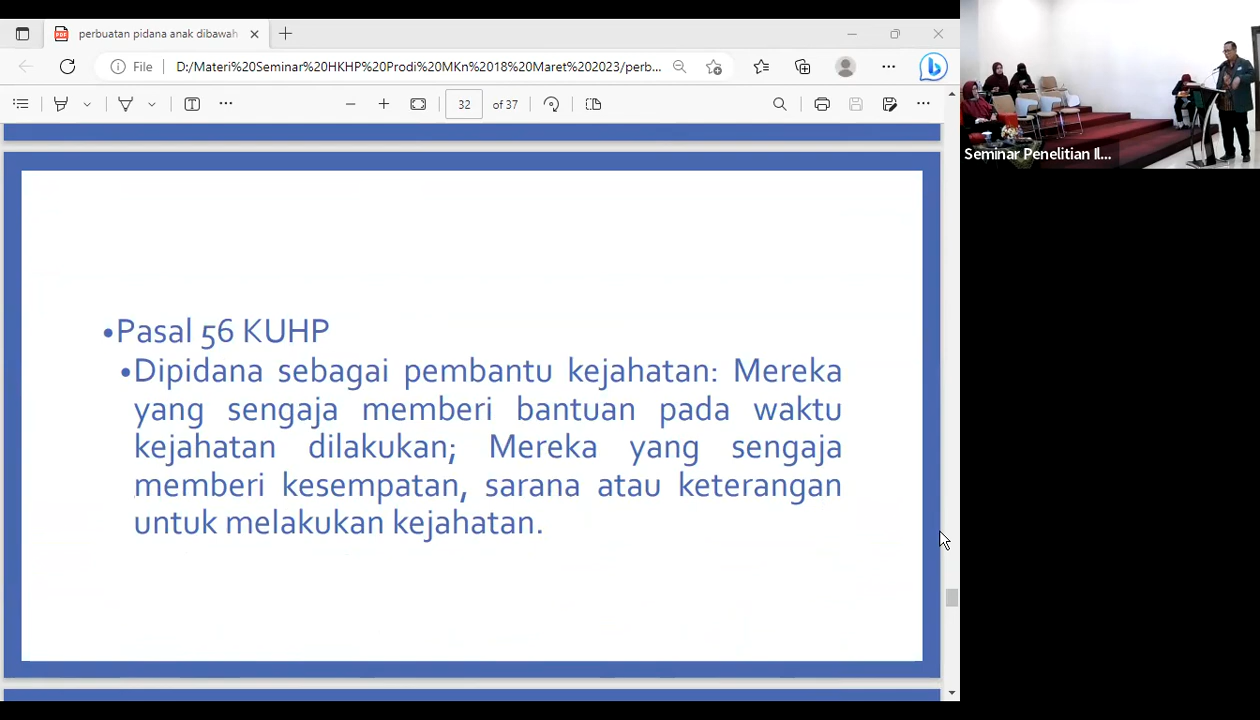 perbuatan pidana anak dibawah
File
D:/Materi%20Seminar%20HKHP%20Prodi%20MKn%2018%20Maret%202023/perb...
32 of 37
Seminar Penelitian Il...
•Pasal 56 KUHP
•Dipidana sebagai pembantu kejahatan: Mereka
yang sengaja memberi bantuan pada waktu
kejahatan dilakukan; Mereka yang sengaja
memberi kesempatan, sarana atau keterangan
untuk melakukan kejahatan.